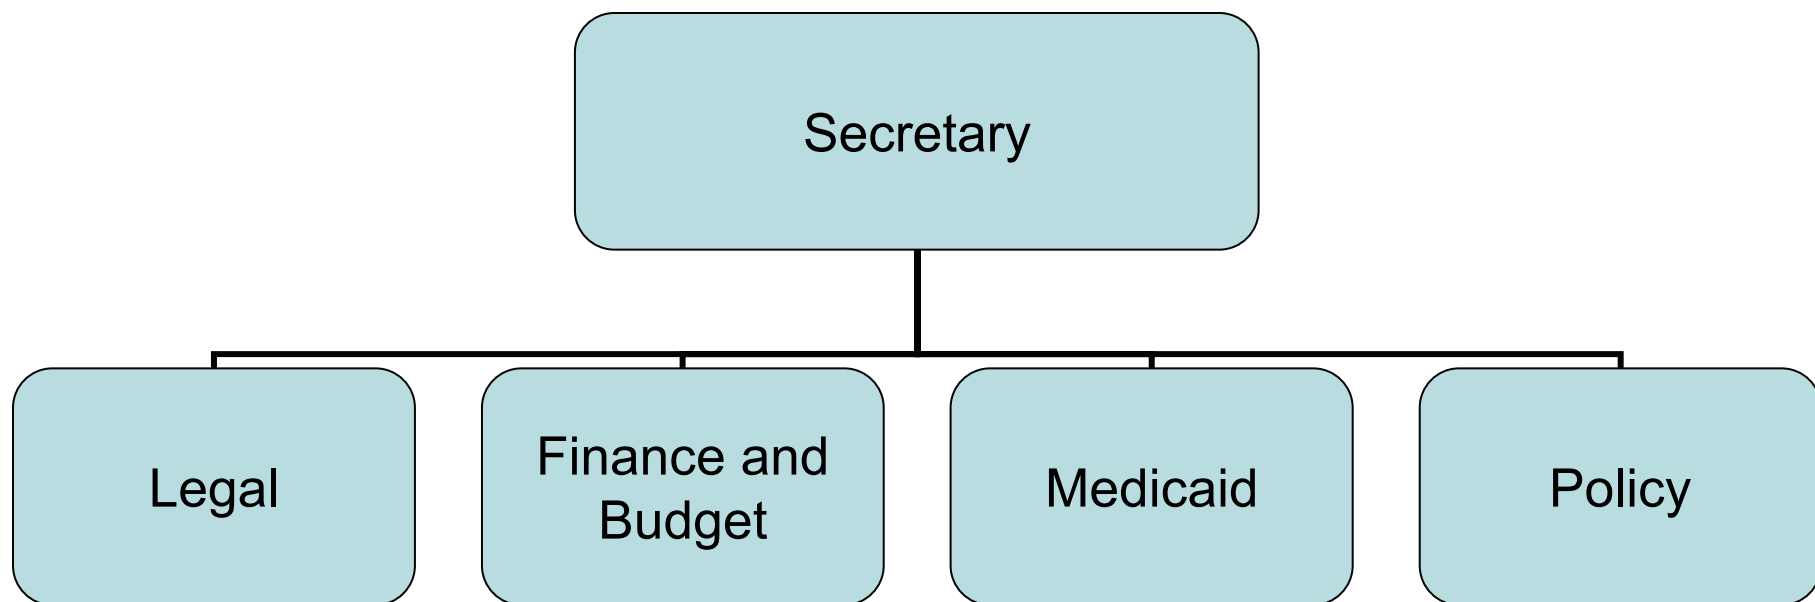 Secretary
Legal
Finance and
Budget
Medicaid
Policy